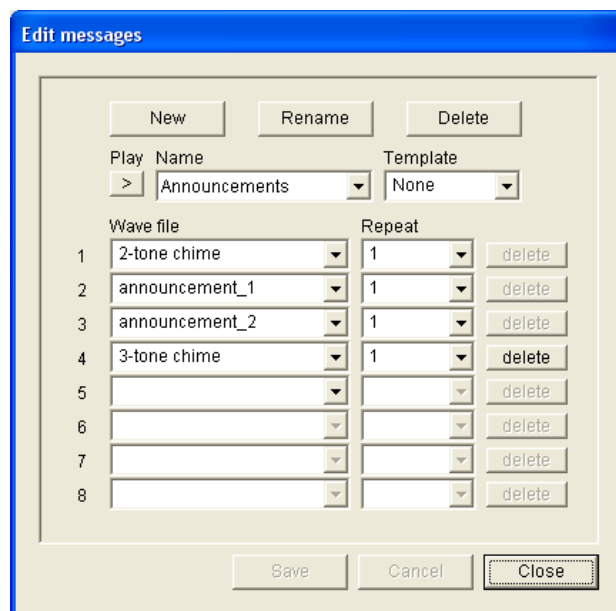 Edit messages
New Rename Delete
Play Name Template
> Announcements None
Wave file Repeat
1 2-tone chime 1 delete
2 announcement_1 1 delete
3 announcement_2 1 delete
4 3-tone chime 1 delete
5 delete
6 delete
7 delete
8 delete
Save Cancel Close